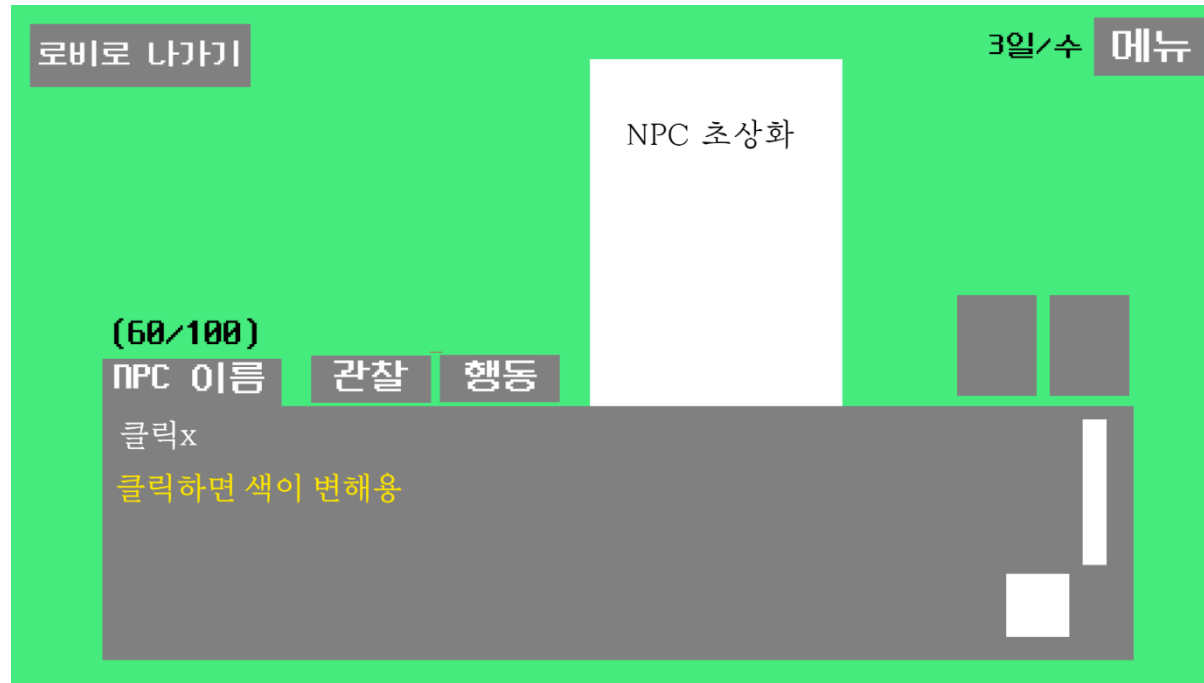 로비로 나가기
3일/수
메뉴
NPC 초상화
(60/100)
NPC 이름
관찰
행동
클릭x
클릭하면 색이 변해용